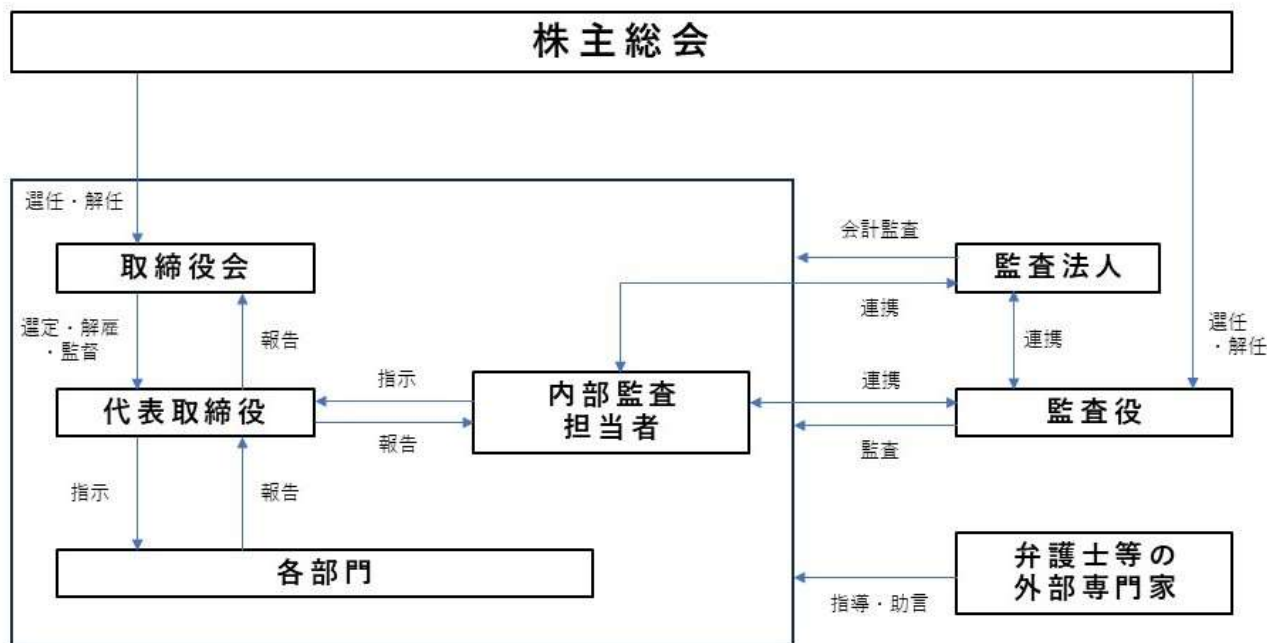 株主総会
選任・解任
取締役会
選定・解雇
・監督
報告
代表取締役
指示
報告
内部監査
担当者
指示
報告
各部門
会計監査
監査法人
連携
連携
選任
・解任
連携
監査役
監査
弁護士等の
外部専門家
指導・助言